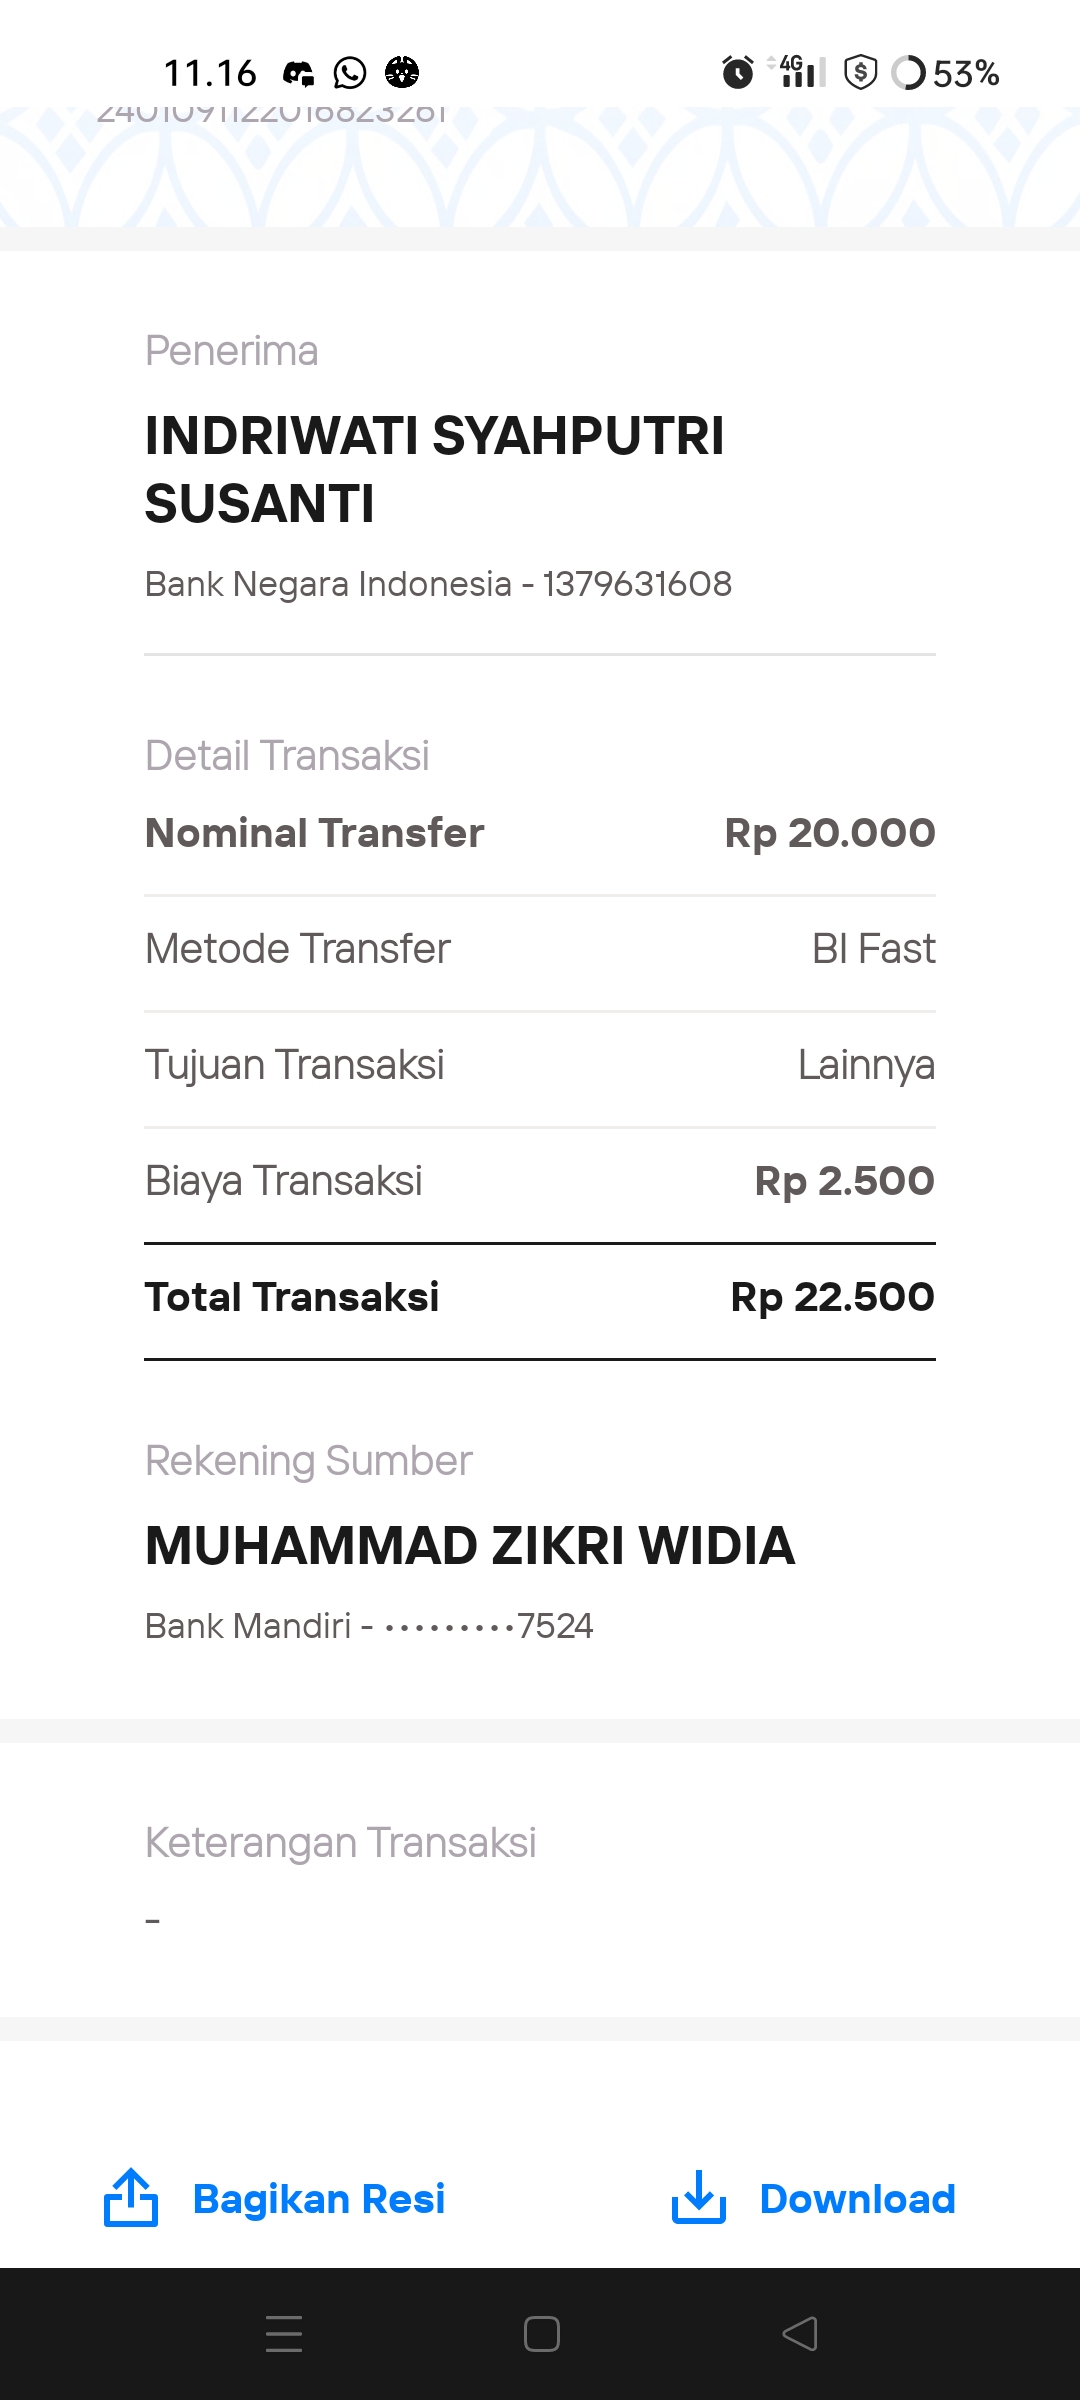 11.16
4G
53%
2401091122016823261
Penerima
INDRIWATI SYAHPUTRI
SUSANTI
Bank Negara Indonesia - 1379631608
Detail Transaksi
Nominal Transfer Rp 20.000
Metode Transfer BI Fast
Tujuan Transaksi Lainnya
Biaya Transaksi Rp 2.500
Total Transaksi Rp 22.500
Rekening Sumber
MUHAMMAD ZIKRI WIDIA
Bank Mandiri - •••••••••7524
Keterangan Transaksi
-
Bagikan Resi
Download